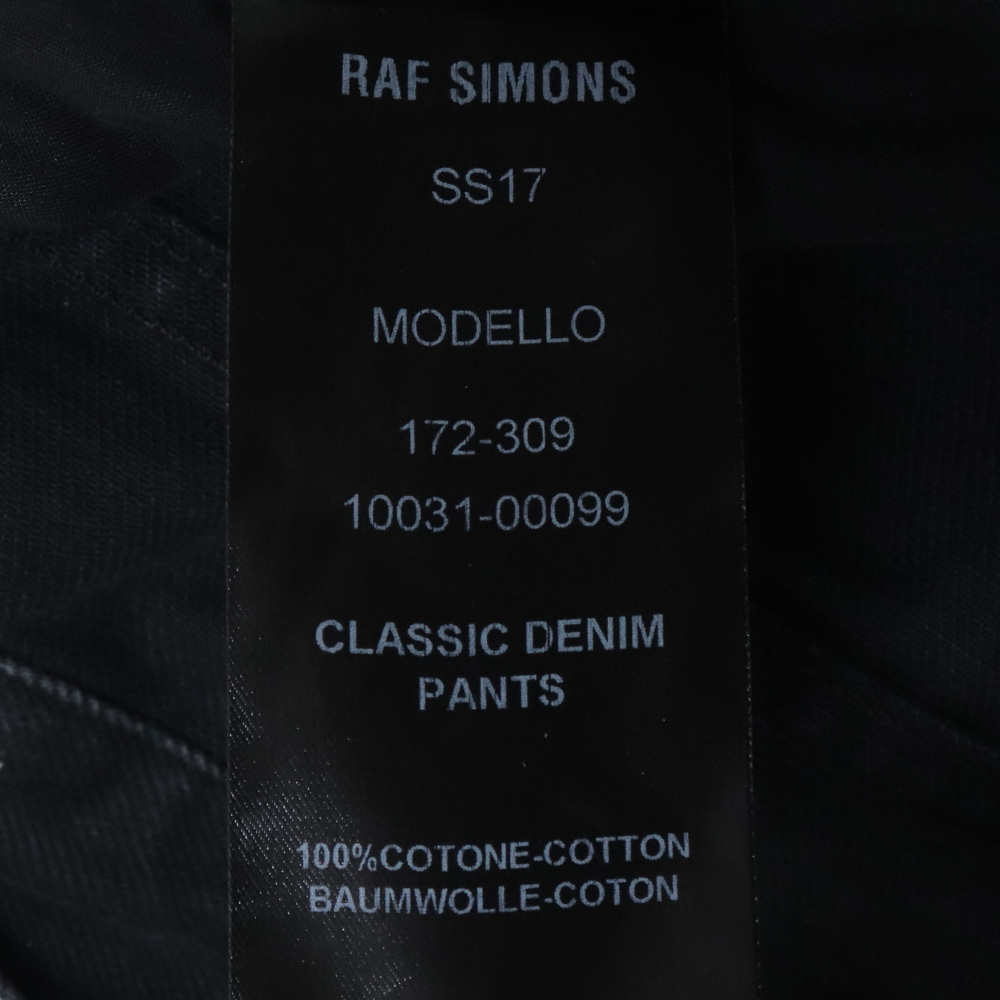 RAF SIMONS
SS17
MODELLO
172-309
10031-00099
CLASSIC DENIM
PANTS
100%COTONE-COTTON
BAUMWOLLE-COTON